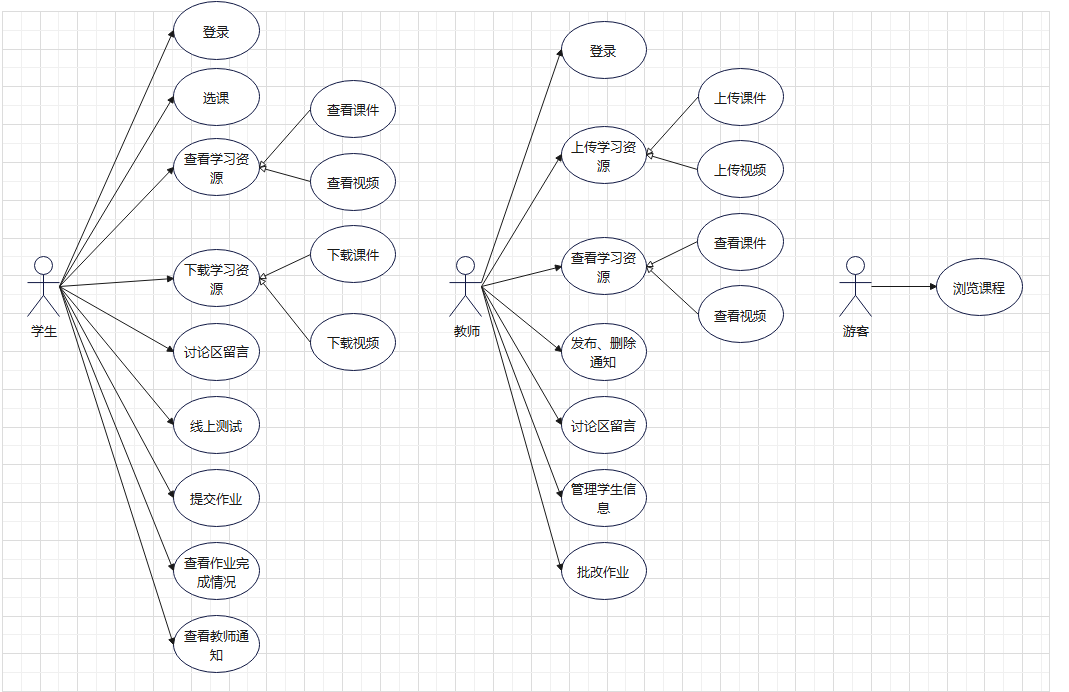 登录
选课
查看学习资
源
查看课件
查看视频
下载学习资
源
下载课件
下载视频
学生
讨论区留言
线上测试
提交作业
查看作业完
成情况
查看教师通
知
登录
上传学习资
源
上传课件
上传视频
查看学习资
源
查看课件
查看视频
教师
发布、删除
通知
讨论区留言
管理学生信
息
批改作业
游客
浏览课程